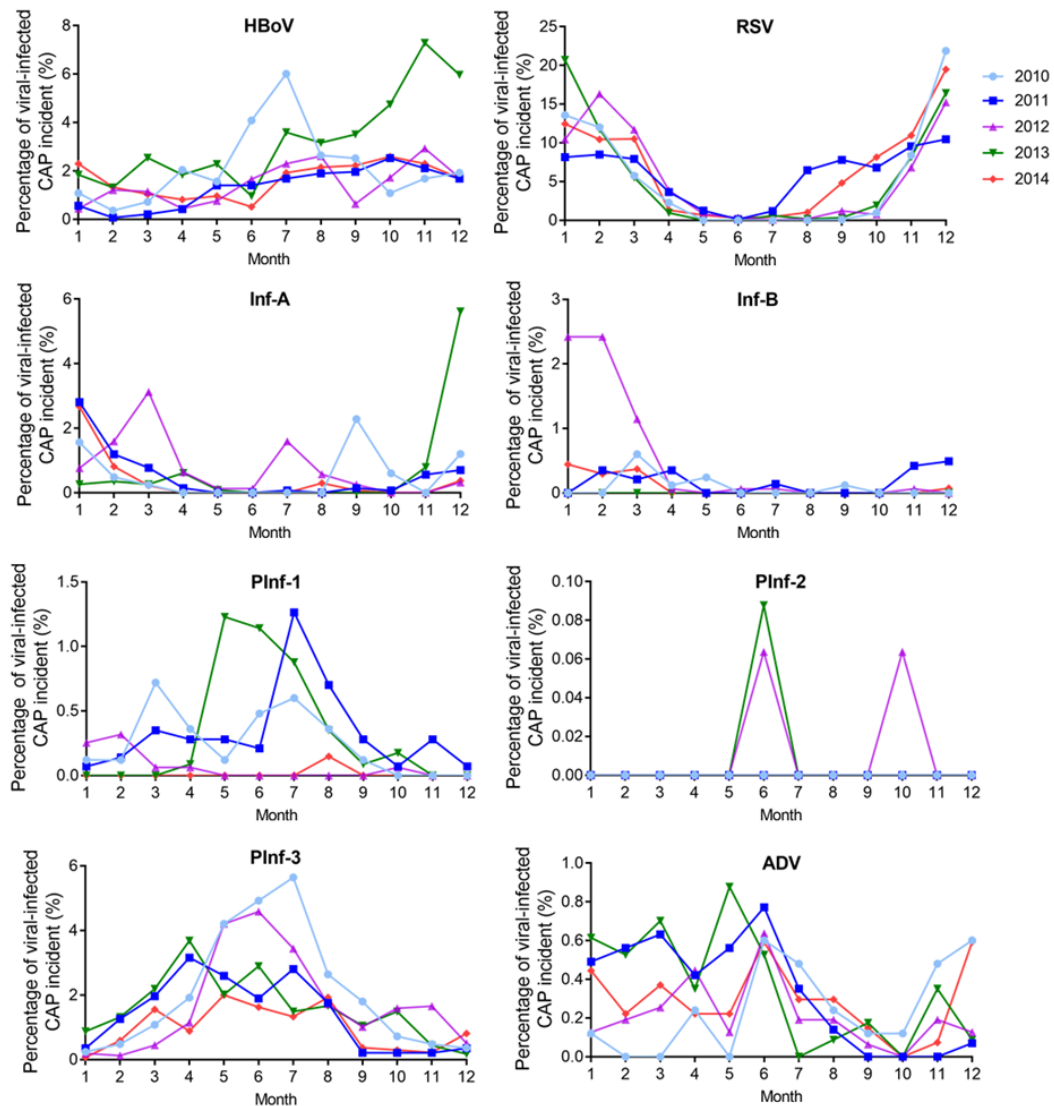 HBoV
Percentage of viral-infected
CAP incident (%)
8
6
4
2
0
1 2 3 4 5 6 7 8 9 10 11 12
Month
RSV
Percentage of viral-infected
CAP incident (%)
25
20
15
10
5
0
1 2 3 4 5 6 7 8 9 10 11 12
Month
2010
2011
2012
2013
2014
Inf-A
Percentage of viral-infected
CAP incident (%)
6
4
2
0
1 2 3 4 5 6 7 8 9 10 11 12
Month
Inf-B
Percentage of viral-infected
CAP incident (%)
3
2
1
0
1 2 3 4 5 6 7 8 9 10 11 12
Month
PInf-1
Percentage of viral-infected
CAP incident (%)
1.5
1.0
0.5
0.0
1 2 3 4 5 6 7 8 9 10 11 12
Month
PInf-2
Percentage of viral-infected
CAP incident (%)
0.10
0.08
0.06
0.04
0.02
0.00
1 2 3 4 5 6 7 8 9 10 11 12
Month
PInf-3
Percentage of viral-infected
CAP incident (%)
6
4
2
0
1 2 3 4 5 6 7 8 9 10 11 12
Month
ADV
Percentage of viral-infected
CAP incident (%)
1.0
0.8
0.6
0.4
0.2
0.0
1 2 3 4 5 6 7 8 9 10 11 12
Month